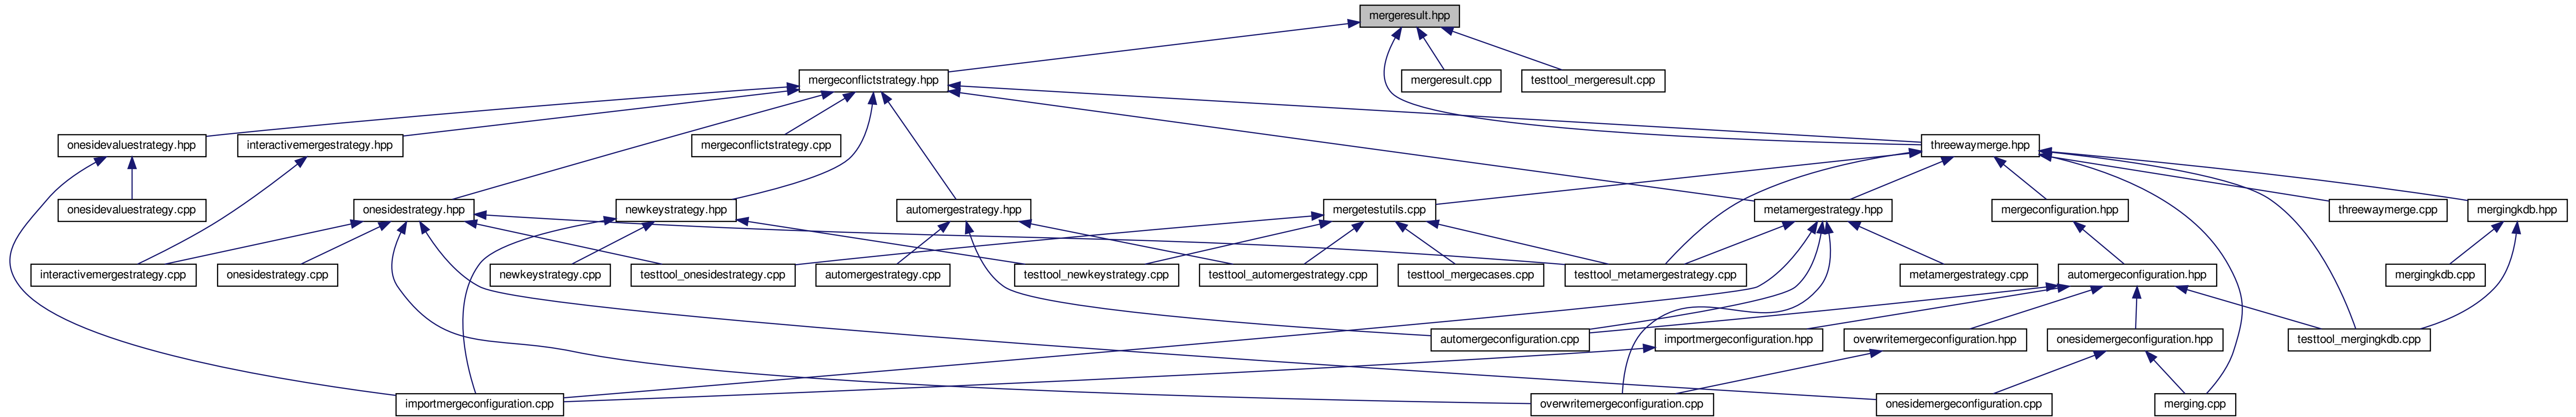 mergeresult.hpp
mergeconflictstrategy.hpp
mergeresult.cpp
testtool_mergeresult.cpp
onesidevaluestrategy.hpp
interactivemergestrategy.hpp
mergeconflictstrategy.cpp
threewaymerge.hpp
onesidevaluestrategy.cpp
onesidestrategy.hpp
newkeystrategy.hpp
automergestrategy.hpp
mergetestutils.cpp
metamergestrategy.hpp
mergeconfiguration.hpp
threewaymerge.cpp
mergingkdb.hpp
interactivemergestrategy.cpp
onesidestrategy.cpp
newkeystrategy.cpp
testtool_onesidestrategy.cpp
automergestrategy.cpp
testtool_newkeystrategy.cpp
testtool_automergestrategy.cpp
testtool_mergecases.cpp
testtool_metamergestrategy.cpp
metamergestrategy.cpp
automergeconfiguration.hpp
mergingkdb.cpp
automergeconfiguration.cpp
importmergeconfiguration.hpp
overwritemergeconfiguration.hpp
onesidemergeconfiguration.hpp
testtool_mergingkdb.cpp
importmergeconfiguration.cpp
overwritemergeconfiguration.cpp
onesidemergeconfiguration.cpp
merging.cpp